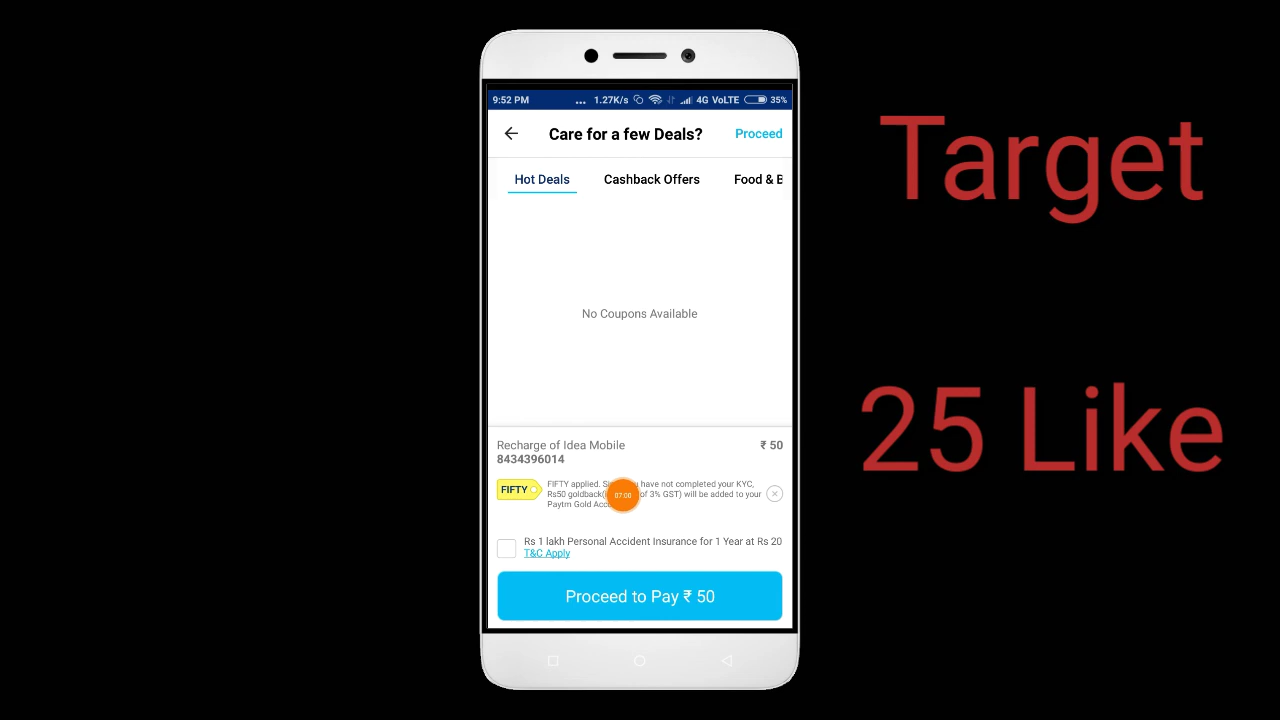 9:52 PM
... 1.27K/s 4G VoLTE 35%
Care for a few Deals?
Proceed
Hot Deals
Cashback Offers
Food & B
No Coupons Available
Recharge of Idea Mobile
₹ 50
8434396014
FIFTY
FIFTY applied. have not completed your KYC,
Rs50 goldback( of 3% GST) will be added to your
Paytm Gold
07:00
Rs 1 lakh Personal Accident Insurance for 1 Year at Rs 20
T&C Apply
Proceed to Pay ₹ 50
Target
25 Like